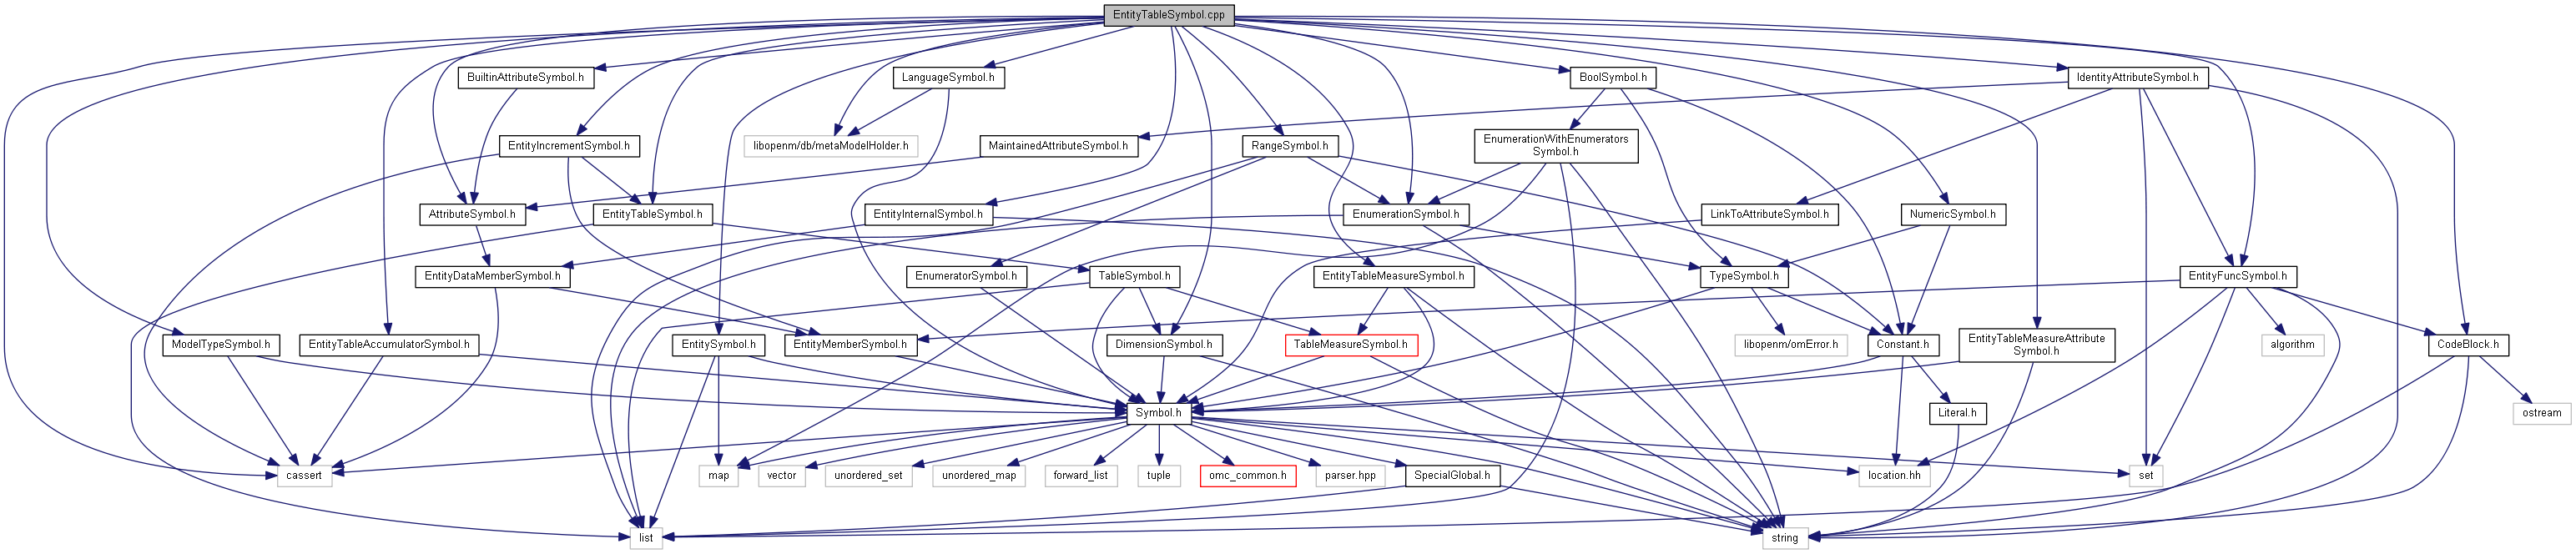 EntityTableSymbol.cpp
BuiltinAttributeSymbol.h
LanguageSymbol.h
BoolSymbol.h
IdentityAttributeSymbol.h
EntityIncrementSymbol.h
libopenm/db/metaModelHolder.h
MaintainedAttributeSymbol.h
RangeSymbol.h
EnumerationWithEnumerators
Symbol.h
AttributeSymbol.h
EntityTableSymbol.h
EntityInternalSymbol.h
EnumerationSymbol.h
LinkToAttributeSymbol.h
NumericSymbol.h
EntityDataMemberSymbol.h
EnumeratorSymbol.h
TableSymbol.h
EntityTableMeasureSymbol.h
TypeSymbol.h
EntityFuncSymbol.h
ModelTypeSymbol.h
EntityTableAccumulatorSymbol.h
EntitySymbol.h
EntityMemberSymbol.h
DimensionSymbol.h
TableMeasureSymbol.h
libopenm/omError.h
Constant.h
EntityTableMeasureAttribute
Symbol.h
algorithm
CodeBlock.h
Symbol.h
Literal.h
ostream
cassert
map
vector
unordered_set
unordered_map
forward_list
tuple
omc_common.h
parser.hpp
SpecialGlobal.h
location.hh
set
list
string